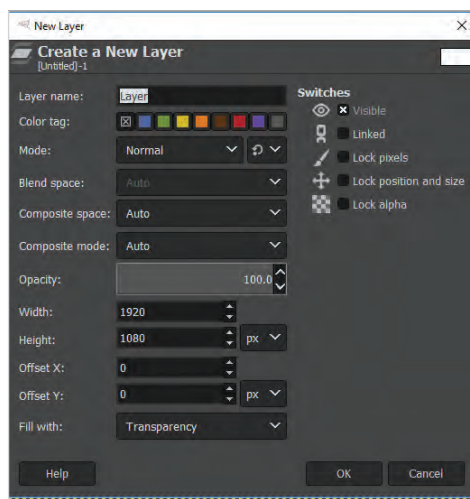 New Layer
Create a New Layer
[Untitled]-1
Layer name: Layer
Color tag:
Mode: Normal
Blend space: Auto
Composite space: Auto
Composite mode: Auto
Opacity: 100.0
Width: 1920
Height: 1080 px
Offset X: 0
Offset Y: 0 px
Fill with: Transparency
Switches
Visible
Linked
Lock pixels
Lock position and size
Lock alpha
Help OK Cancel